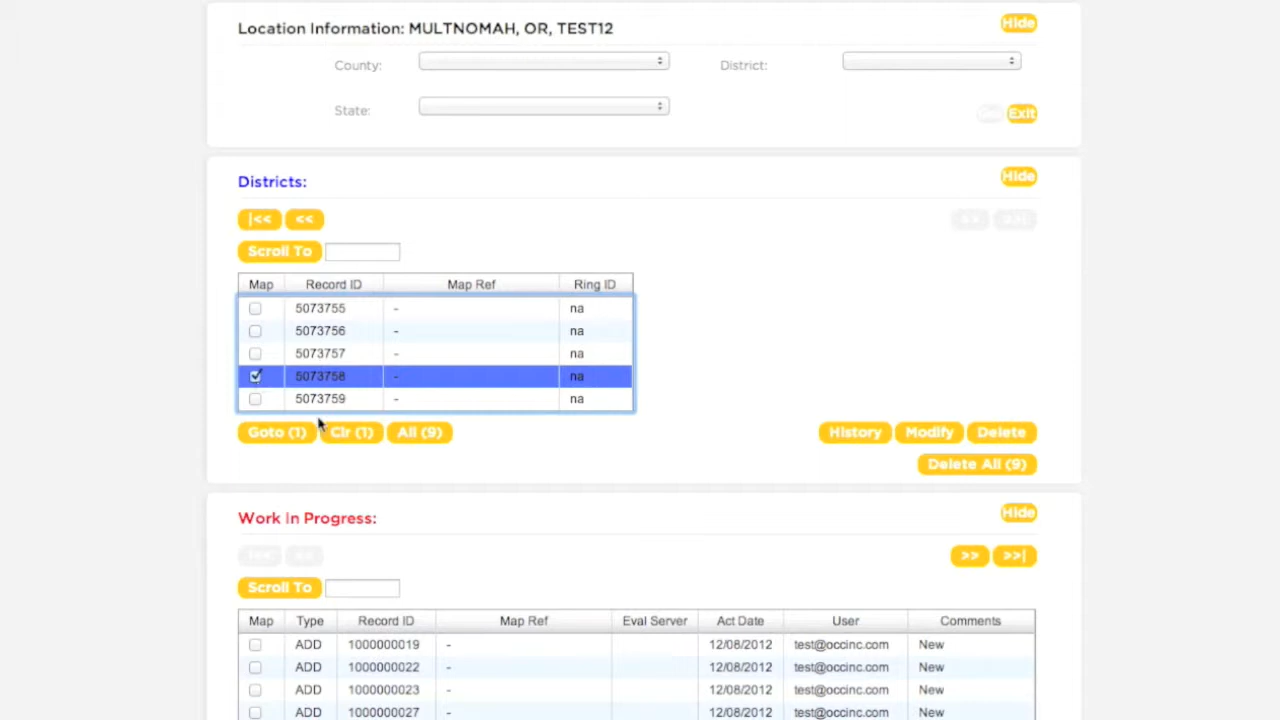 Location Information: MULTNOMAH, OR, TEST12 Hide
County: District:
State: Exit
Districts: Hide
|<< <<
Scroll To
Map Record ID Map Ref Ring ID
5073755 - na
5073756 - na
5073757 - na
5073758 - na
5073759 - na
Goto (1) Clr (1) All (9) History Modify Delete
Delete All (9)
Work In Progress: Hide
|<< << >> >>|
Scroll To
Map Type Record ID Map Ref Eval Server Act Date User Comments
ADD 1000000019 - 12/08/2012 test@occinc.com New
ADD 1000000022 - 12/08/2012 test@occinc.com New
ADD 1000000023 - 12/08/2012 test@occinc.com New
ADD 1000000027 - 12/08/2012 test@occinc.com New